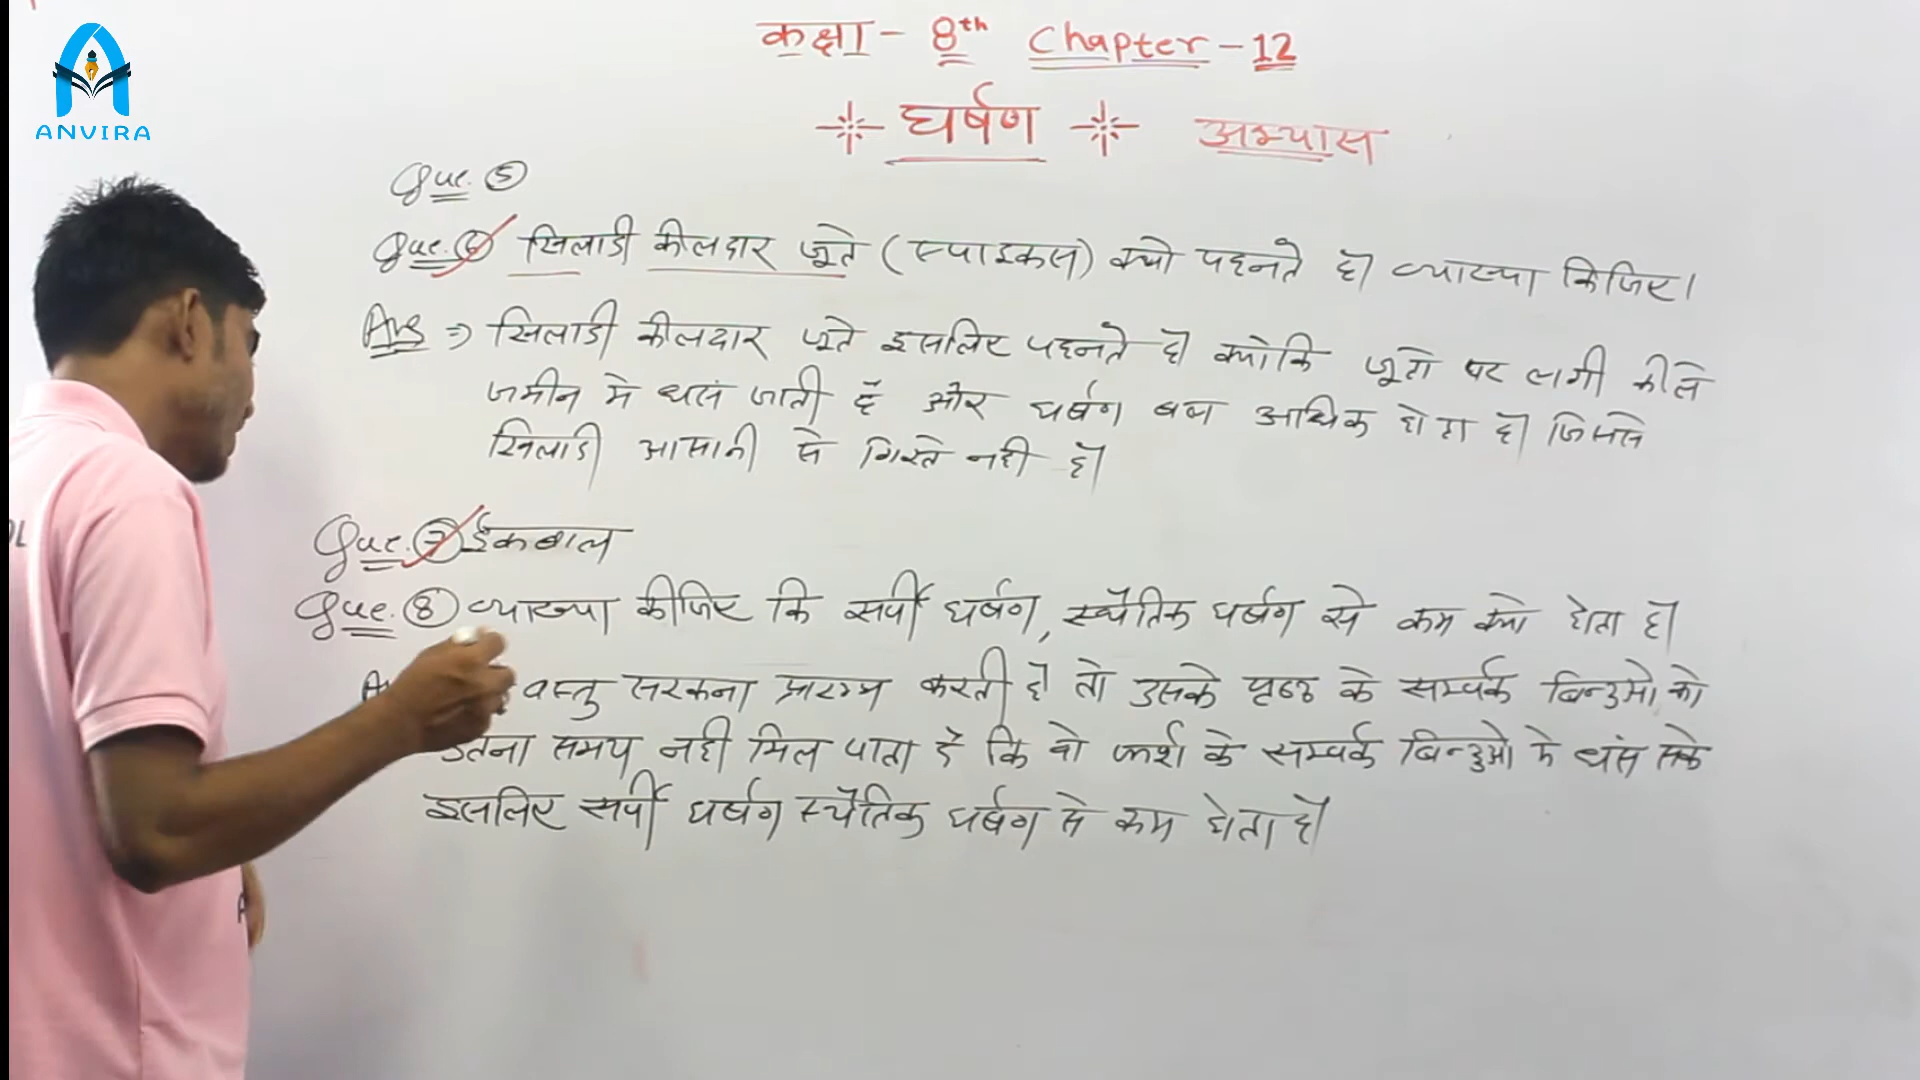 ANVIRA
कक्षा - 8th Chapter - 12
घर्षण अभ्यास
Que. 5
Que. 6 खिलाडी कीलदार जूते (स्पाइकस) क्यो पहनते है। व्याख्या किजिए।
Ans ⇒ खिलाडी कीलदार जूते इसलिए पहनते है क्योकि जूतो पर लगी कीले
जमीन मे धसं जाती है और घर्षण बल अधिक होता है। जिससे
खिलाडी आसानी से गिरते नही है।
Que. 7 ईकबाल
Que. 8 व्याख्या कीजिए कि सर्पी घर्षण, स्थैतिक घर्षण से कम क्यो होता है।
वस्तु सरकना प्रारम्भ करती है तो उसके पृष्ठ के सम्पर्क बिन्दुओ को
इतना समय नही मिल पाता है कि वो फर्श के सम्पर्क बिन्दुओ मे धंस सके
इसलिए सर्पी घर्षण स्थैतिक घर्षण से कम होता है।